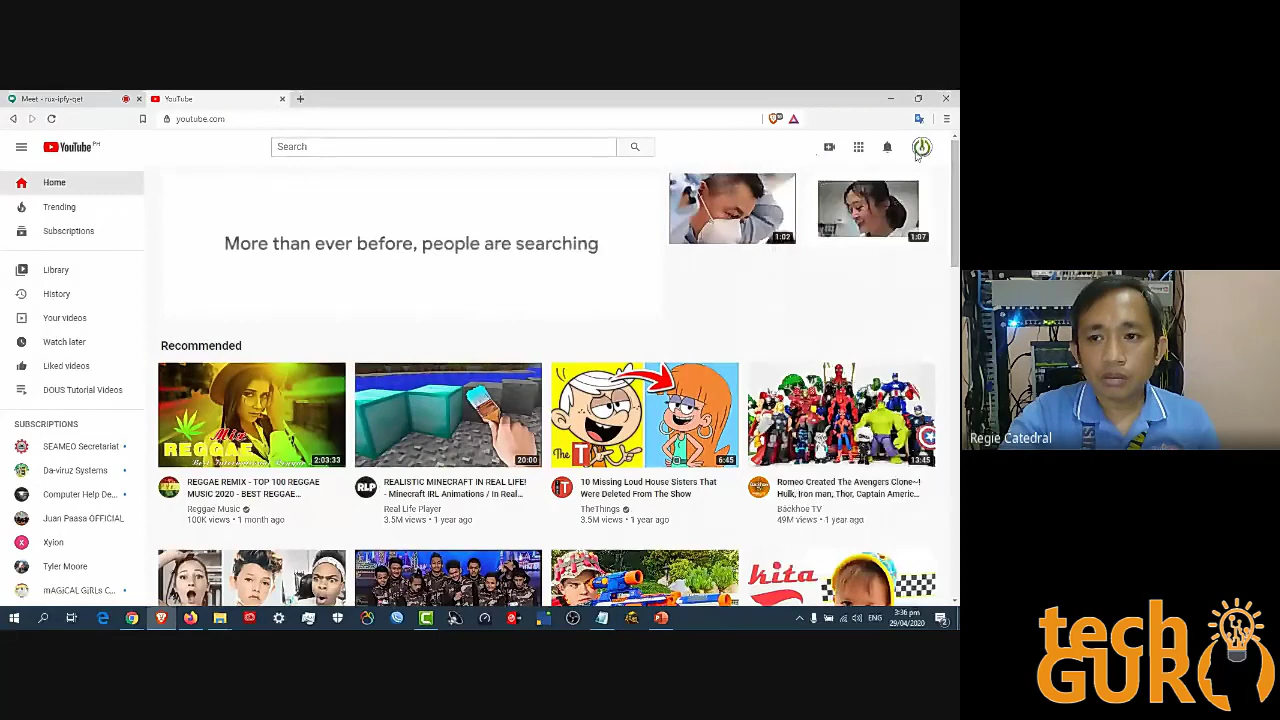 Meet - rux-ipfy-qet
YouTube
youtube.com
YouTube PH
Search
Home
Trending
Subscriptions
Library
History
Your videos
Watch later
Liked videos
DOUS Tutorial Videos
SUBSCRIPTIONS
SEAMEO Secretariat
Da-viruz Systems
Computer Help De...
Juan Paasa OFFICIAL
Xylon
Tyler Moore
mAGiCAL GiRLs C...
More than ever before, people are searching
1:02
1:07
Recommended
Mix
REGGAE
2:03:33
REGGAE REMIX - TOP 100 REGGAE
MUSIC 2020 - BEST REGGAE...
Reggae Music
100K views • 1 month ago
20:00
RLP
REALISTIC MINECRAFT IN REAL LIFE!
- Minecraft IRL Animations / In Real...
Real Life Player
3.5M views • 1 year ago
The T
6:45
10 Missing Loud House Sisters That
Were Deleted From The Show
TheThings
3.5M views • 1 year ago
13:45
Romeo Created The Avengers Clone~!
Hulk, Iron man, Thor, Captain Americ...
Backhoe TV
49M views • 1 year ago
kita
ENG
3:36 pm
29/04/2020
Regie Catedral
tech
GURO